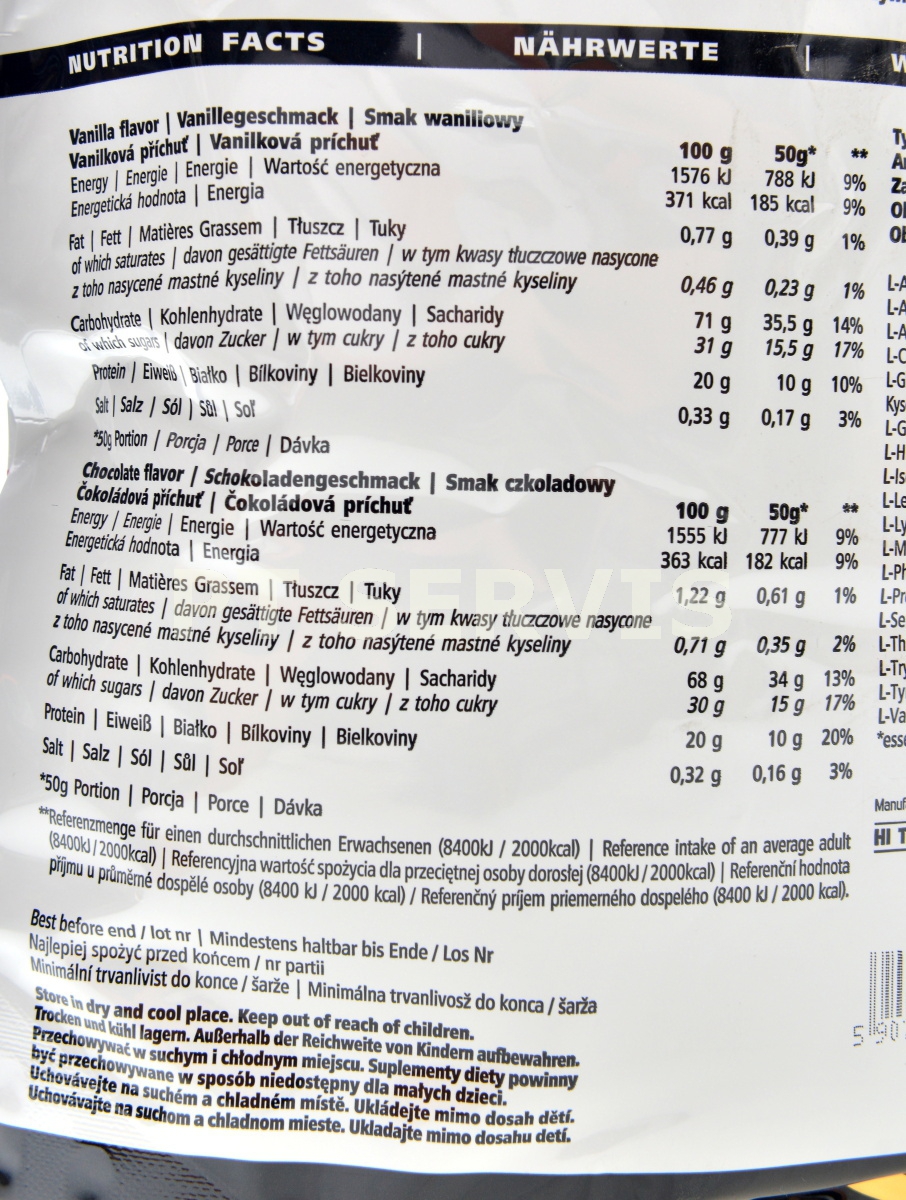 NUTRITION FACTS | NÄHRWERTE |
Vanilla flavor | Vanillegeschmack | Smak waniliowy
Vanilková příchuť | Vanilková príchuť 100 g 50g* **
Energy | Energie | Energie | Wartość energetyczna 1576 kJ 788 kJ 9%
Energetická hodnota | Energia 371 kcal 185 kcal 9%
Fat | Fett | Matières Grassem | Tłuszcz | Tuky 0,77 g 0,39 g 1%
of which saturates | davon gesättigte Fettsäuren | w tym kwasy tłuczczowe nasycone
z toho nasycené mastné kyseliny | z toho nasýtené mastné kyseliny 0,46 g 0,23 g 1%
Carbohydrate | Kohlenhydrate | Węglowodany | Sacharidy 71 g 35,5 g 14%
of which sugars | davon Zucker | w tym cukry | z toho cukry 31 g 15,5 g 17%
Protein | Eiweiß | Białko | Bílkoviny | Bielkoviny 20 g 10 g 10%
Salt | Salz | Sól | Sůl | Soľ 0,33 g 0,17 g 3%
*50g Portion | Porcja | Porce | Dávka
Chocolate flavor | Schokoladengeschmack | Smak czkoladowy
Čokoládová příchuť | Čokoládová príchuť 100 g 50g* **
Energy | Energie | Energie | Wartość energetyczna 1555 kJ 777 kJ 9%
Energetická hodnota | Energia 363 kcal 182 kcal 9%
Fat | Fett | Matières Grassem | Tłuszcz | Tuky 1,22 g 0,61 g 1%
of which saturates | davon gesättigte Fettsäuren | w tym kwasy tłuczczowe nasycone
z toho nasycené mastné kyseliny | z toho nasýtené mastné kyseliny 0,71 g 0,35 g 2%
Carbohydrate | Kohlenhydrate | Węglowodany | Sacharidy 68 g 34 g 13%
of which sugars | davon Zucker | w tym cukry | z toho cukry 30 g 15 g 17%
Protein | Eiweiß | Białko | Bílkoviny | Bielkoviny 20 g 10 g 20%
Salt | Salz | Sól | Sůl | Soľ 0,32 g 0,16 g 3%
*50g Portion | Porcja | Porce | Dávka
**Referenzmenge für einen durchschnittlichen Erwachsenen (8400kJ / 2000kcal) | Reference intake of an average adult
(8400kJ / 2000kcal) | Referencyjna wartość spożycia dla przeciętnej osoby dorosłej (8400kJ / 2000kcal) | Referenční hodnota
příjmu u průměrné dospělé osoby (8400 kJ / 2000 kcal) / Referenčný príjem priemerného dospelého (8400 kJ / 2000 kcal).
Best before end / lot nr | Mindestens haltbar bis Ende / Los Nr
Najlepiej spożyć przed końcem / nr partii
Minimální trvanlivist do konce / šarže | Minimálna trvanlivosž do konca / šarža
Store in dry and cool place. Keep out of reach of children.
Trocken und kühl lagern. Außerhalb der Reichweite von Kindern aufbewahren.
Przechowywać w suchym i chłodnym miejscu. Suplementy diety powinny
być przechowywane w sposób niedostępny dla małych dzieci.
Uchovávejte na suchém a chladném místě. Ukládejte mimo dosah dětí.
Uchovávajte na suchom a chladnom mieste. Ukladajte mimo dosahu detí.
L-Is
L-Le
L-Ly
*esse
Manuf
HI T
5 907